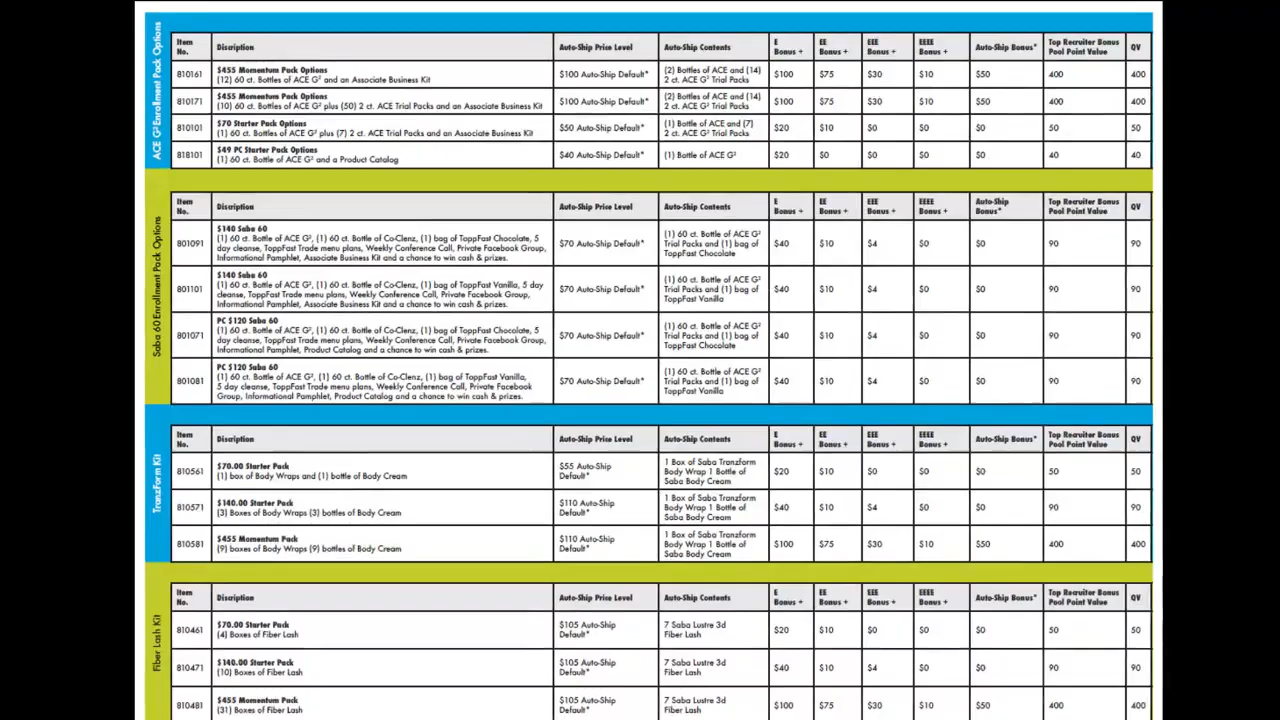 ACE G² Enrollment Pack Options
Item No. Discription Auto-Ship Price Level Auto-Ship Contents E Bonus + EE Bonus + EEE Bonus + EEEE Bonus + Auto-Ship Bonus* Top Recruiter Bonus Pool Point Value QV
810161 $455 Momentum Pack Options (12) 60 ct. Bottles of ACE G² and an Associate Business Kit $100 Auto-Ship Default* (2) Bottles of ACE and (14) 2 ct. ACE G² Trial Packs $100 $75 $30 $10 $50 400 400
810171 $455 Momentum Pack Options (10) 60 ct. Bottles of ACE G² plus (50) 2 ct. ACE Trial Packs and an Associate Business Kit $100 Auto-Ship Default* (2) Bottles of ACE and (14) 2 ct. ACE G² Trial Packs $100 $75 $30 $10 $50 400 400
810101 $70 Starter Pack Options (1) 60 ct. Bottles of ACE G² plus (7) 2 ct. ACE Trial Packs and an Associate Business Kit $50 Auto-Ship Default* (1) Bottle of ACE and (7) 2 ct. ACE G² Trial Packs $20 $10 $0 $0 $0 50 50
818101 $49 PC Starter Pack Options (1) 60 ct. Bottle of ACE G² and a Product Catalog $40 Auto-Ship Default* (1) Bottle of ACE G² $20 $0 $0 $0 $0 40 40
Saba 60 Enrollment Pack Options
Item No. Discription Auto-Ship Price Level Auto-Ship Contents E Bonus + EE Bonus + EEE Bonus + EEEE Bonus + Auto-Ship Bonus* Top Recruiter Bonus Pool Point Value QV
801091 $140 Saba 60 (1) 60 ct. Bottle of ACE G², (1) 60 ct. Bottle of Co-Clenz, (1) bag of ToppFast Chocolate, 5 day cleanse, ToppFast Trade menu plans, Weekly Conference Call, Private Facebook Group, Informational Pamphlet, Associate Business Kit and a chance to win cash & prizes. $70 Auto-Ship Default* (1) 60 ct. Bottle of ACE G² Trial Packs and (1) bag of ToppFast Chocolate $40 $10 $4 $0 $0 90 90
801101 $140 Saba 60 (1) 60 ct. Bottle of ACE G², (1) 60 ct. Bottle of Co-Clenz, (1) bag of ToppFast Vanilla, 5 day cleanse, ToppFast Trade menu plans, Weekly Conference Call, Private Facebook Group, Informational Pamphlet, Associate Business Kit and a chance to win cash & prizes. $70 Auto-Ship Default* (1) 60 ct. Bottle of ACE G² Trial Packs and (1) bag of ToppFast Vanilla $40 $10 $4 $0 $0 90 90
801071 PC $120 Saba 60 (1) 60 ct. Bottle of ACE G², (1) 60 ct. Bottle of Co-Clenz, (1) bag of ToppFast Chocolate, 5 day cleanse, ToppFast Trade menu plans, Weekly Conference Call, Private Facebook Group, Informational Pamphlet, Product Catalog and a chance to win cash & prizes. $70 Auto-Ship Default* (1) 60 ct. Bottle of ACE G² Trial Packs and (1) bag of ToppFast Chocolate $40 $10 $4 $0 $0 90 90
801081 PC $120 Saba 60 (1) 60 ct. Bottle of ACE G², (1) 60 ct. Bottle of Co-Clenz, (1) bag of ToppFast Vanilla, 5 day cleanse, ToppFast Trade menu plans, Weekly Conference Call, Private Facebook Group, Informational Pamphlet, Product Catalog and a chance to win cash & prizes. $70 Auto-Ship Default* (1) 60 ct. Bottle of ACE G² Trial Packs and (1) bag of ToppFast Vanilla $40 $10 $4 $0 $0 90 90
TranzForm Kit
Item No. Discription Auto-Ship Price Level Auto-Ship Contents E Bonus + EE Bonus + EEE Bonus + EEEE Bonus + Auto-Ship Bonus* Top Recruiter Bonus Pool Point Value QV
810561 $70.00 Starter Pack (1) box of Body Wraps and (1) bottle of Body Cream $55 Auto-Ship Default* 1 Box of Saba Tranzform Body Wrap 1 Bottle of Saba Body Cream $20 $10 $0 $0 $0 50 50
810571 $140.00 Starter Pack (3) Boxes of Body Wraps (3) bottles of Body Cream $110 Auto-Ship Default* 1 Box of Saba Tranzform Body Wrap 1 Bottle of Saba Body Cream $40 $10 $4 $0 $0 90 90
810581 $455 Momentum Pack (9) boxes of Body Wraps (9) bottles of Body Cream $110 Auto-Ship Default* 1 Box of Saba Tranzform Body Wrap 1 Bottle of Saba Body Cream $100 $75 $30 $10 $50 400 400
Fiber Lash Kit
Item No. Discription Auto-Ship Price Level Auto-Ship Contents E Bonus + EE Bonus + EEE Bonus + EEEE Bonus + Auto-Ship Bonus* Top Recruiter Bonus Pool Point Value QV
810461 $70.00 Starter Pack (4) Boxes of Fiber Lash $105 Auto-Ship Default* 7 Saba Lustre 3d Fiber Lash $20 $10 $0 $0 $0 50 50
810471 $140.00 Starter Pack (10) Boxes of Fiber Lash $105 Auto-Ship Default* 7 Saba Lustre 3d Fiber Lash $40 $10 $4 $0 $0 90 90
810481 $455 Momentum Pack (31) Boxes of Fiber Lash $105 Auto-Ship Default* 7 Saba Lustre 3d Fiber Lash $100 $75 $30 $10 $50 400 400